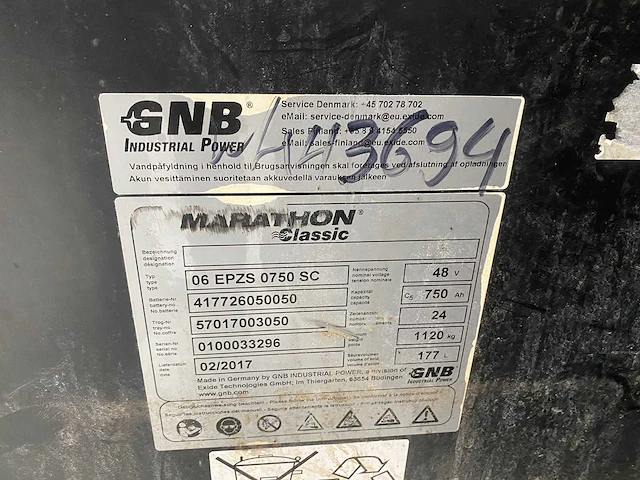 GNB®
INDUSTRIAL POWER
Service Denmark: +45 702 78 702
eMail: service-denmark@eu.exide.com
Sales Finland:
eMail: sales-finland@eu.exide.com
Vandpåfyldning i henhold til Brugsanvisningen skal foretages ved afslutning af opladningen
Akun vesittäminen suoritetaan akkuvedella varauksen jälkeen
443694
MARATHON®
Classic
Bezeichnung
designation
désignation
Typ
type
type
06 EPZS 0750 SC
Nennspannung
nominal voltage
tension nominale
48 V
Batterie-Nr
battery-no
No.batterie
417726050050
Kapazität
capacity
capacité
C5 750 Ah
Trog-Nr
tray-no.
No.coffre
57017003050
Zellenanzahl
number
nombre
24
Serien-Nr
serial-no
No.série
0100033296
weight
poids
1120 kg
Lieferdatum
date
date
02/2017
Säurevolumen
volume of acid
177 L
Made in Germany by GNB INDUSTRIAL POWER, a division of
Exide Technologies GmbH; Im Thiergarten, 63654 Büdingen
www.gnb.com
GNB
INDUSTRIAL POWER
Gebrauchsanweisung beachten!